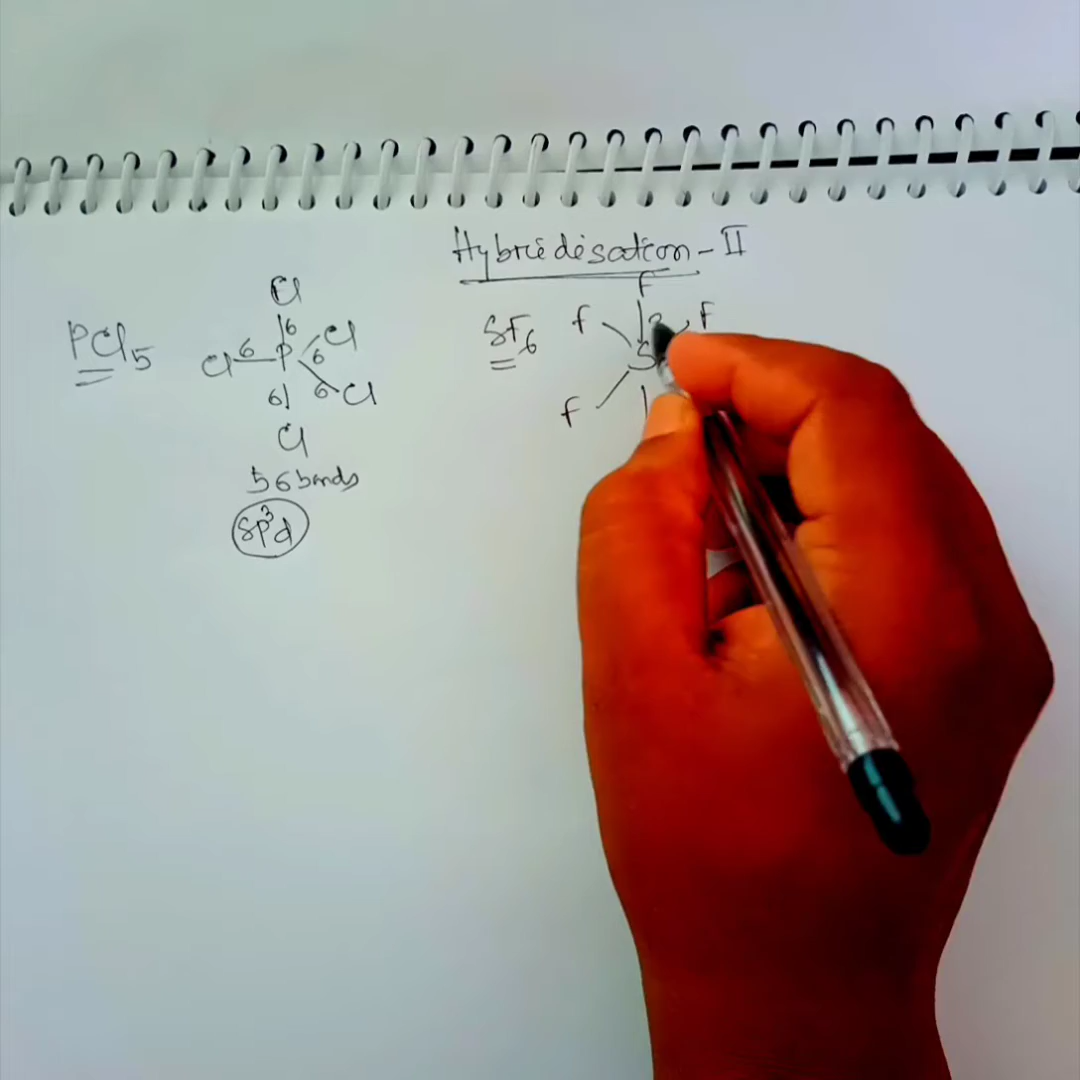 Hybridisation - II
PCl5
Cl
6
Cl 6 P 6 Cl
6 6 Cl
Cl
5 6 bonds
sp³d
SF6
F
F F
S
F